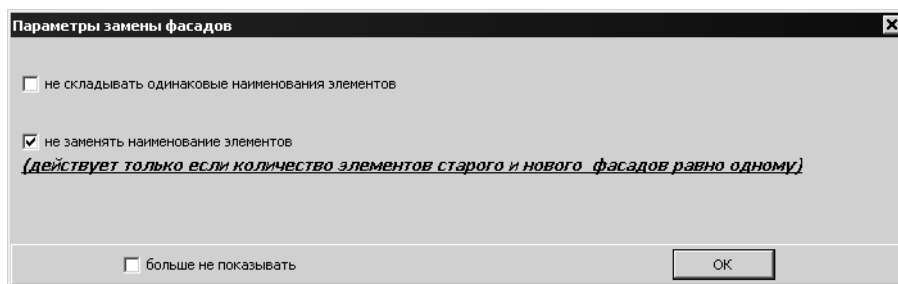 Параметры замены фасадов
не складывать одинаковые наименования элементов
не заменять наименование элементов
(действует только если количество элементов старого и нового фасадов равно одному)
больше не показывать
OK